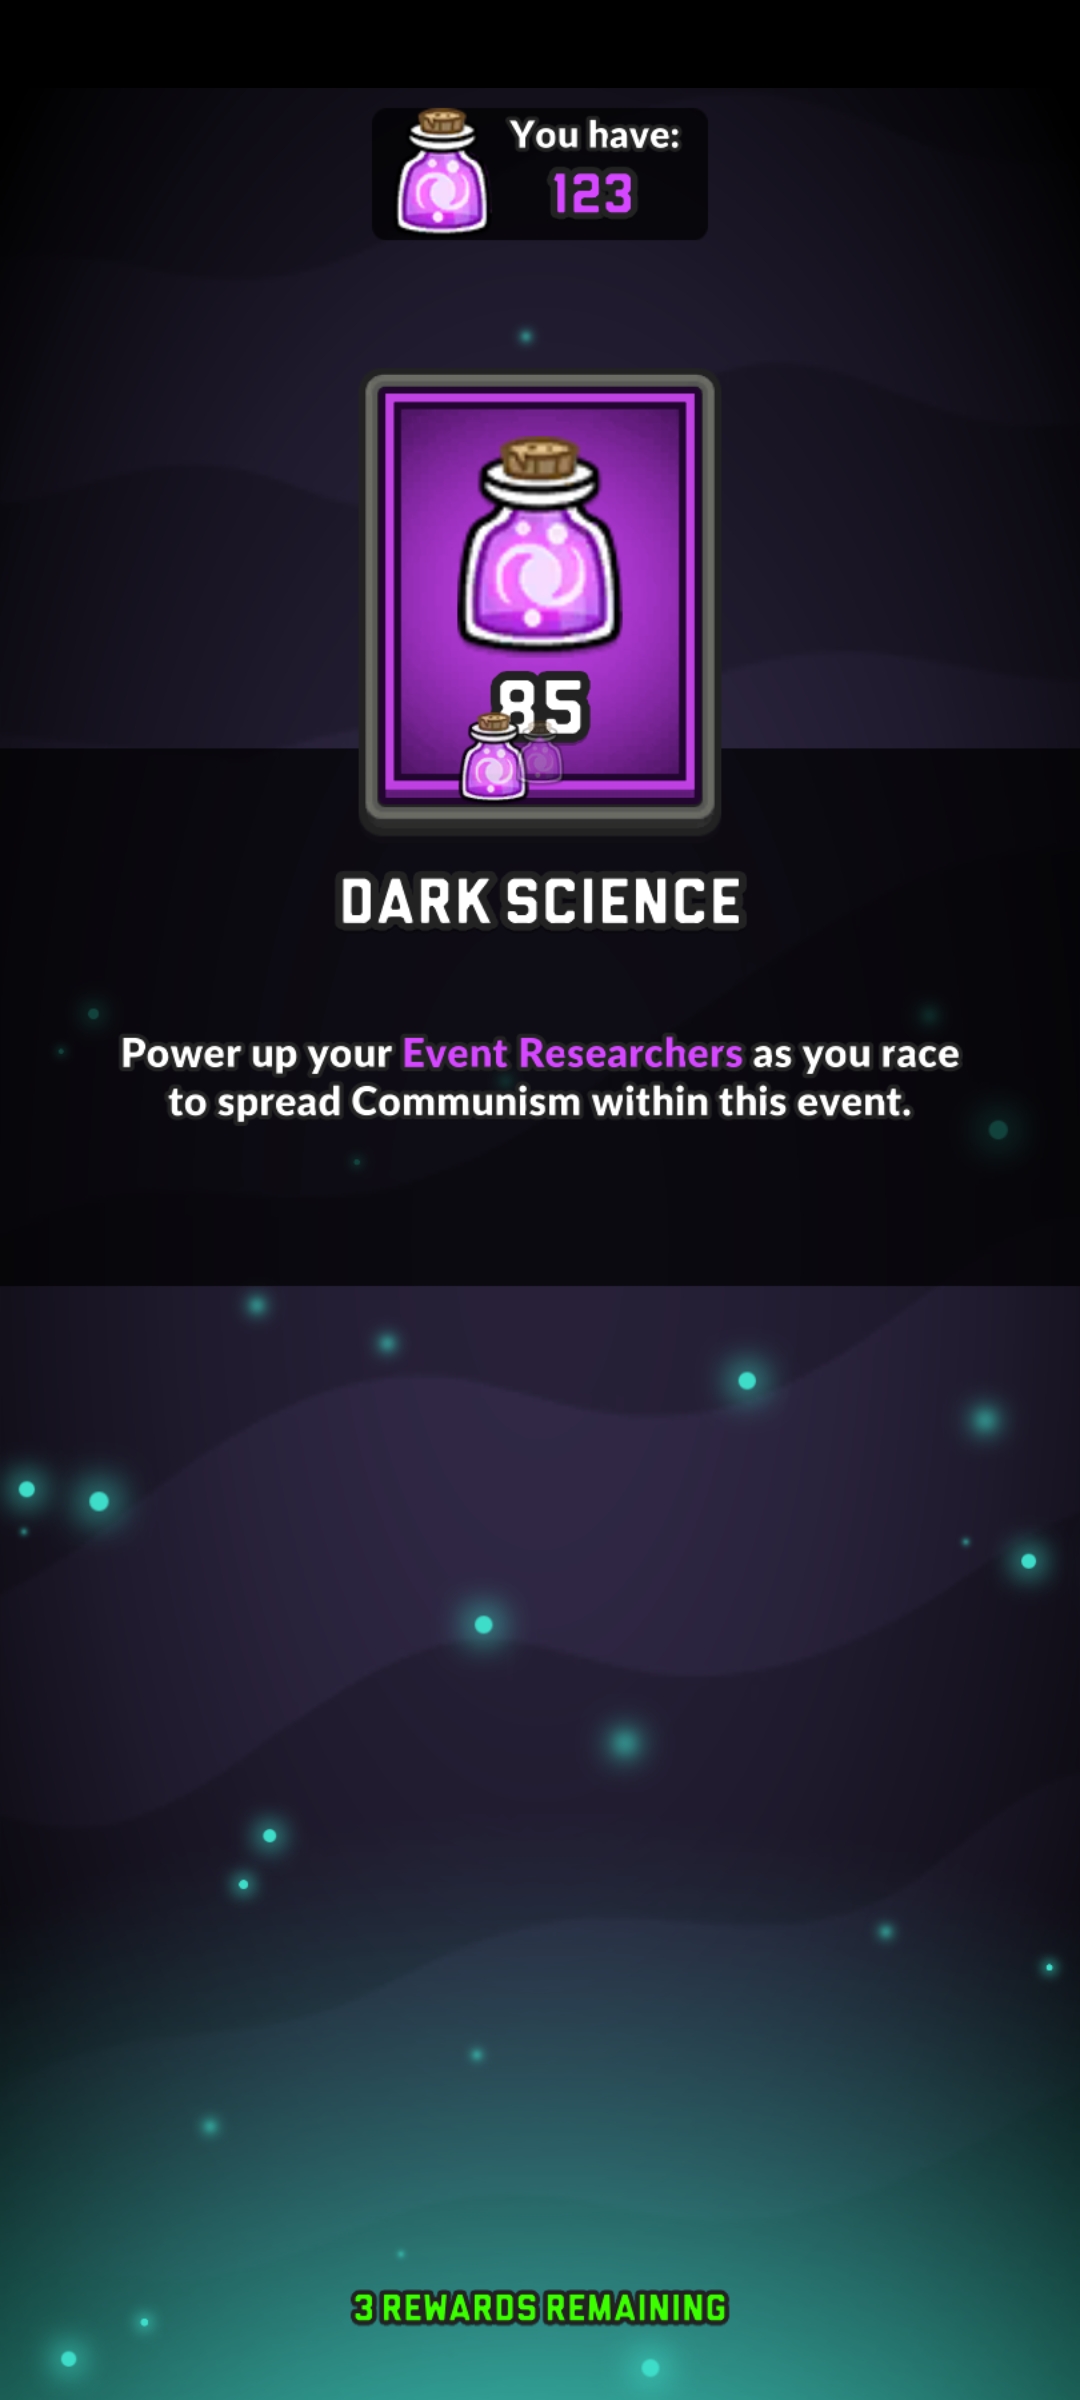 You have:
123
85
DARK SCIENCE
Power up your Event Researchers as you race
to spread Communism within this event.
3 REWARDS REMAINING